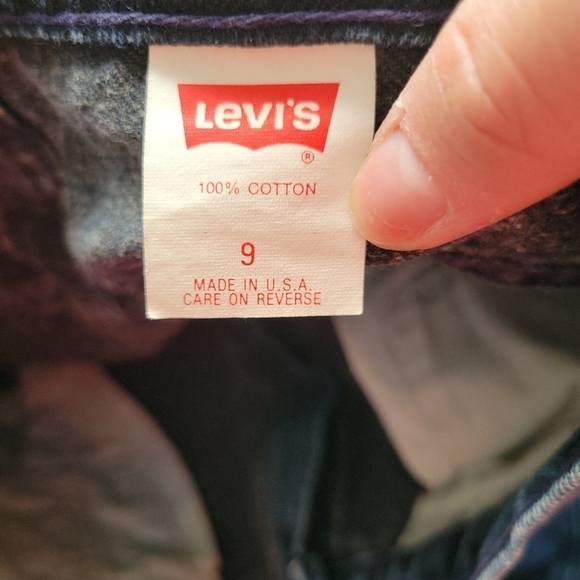 Levi's
®
100% COTTON
9
MADE IN U.S.A.
CARE ON REVERSE